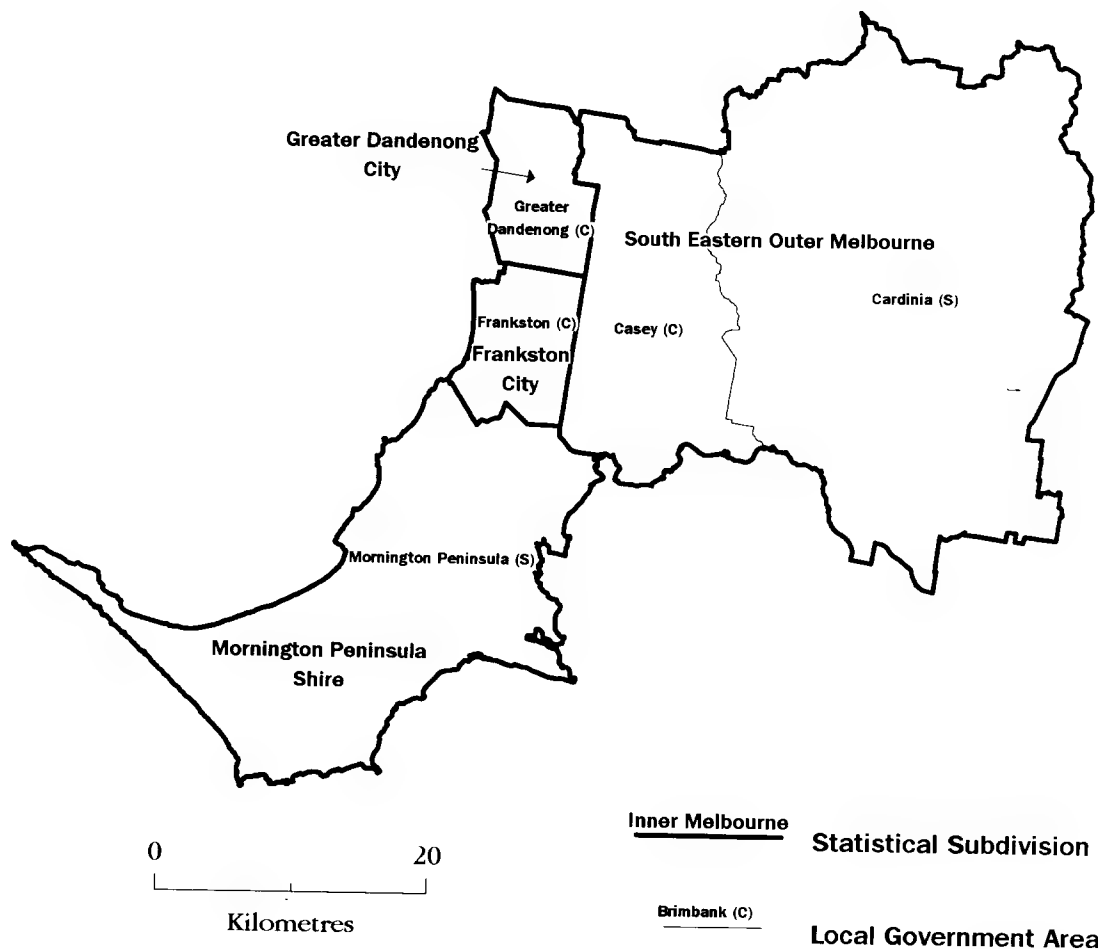 Greater Dandenong
City
Greater
Dandenong (C)
South Eastern Outer Melbourne
Cardinia (S)
Frankston (C)
Casey (C)
Frankston
City
Mornington Peninsula (S)
Mornington Peninsula
Shire
Inner Melbourne
Statistical Subdivision
0 20
Kilometres
Brimbank (C)
Local Government Area